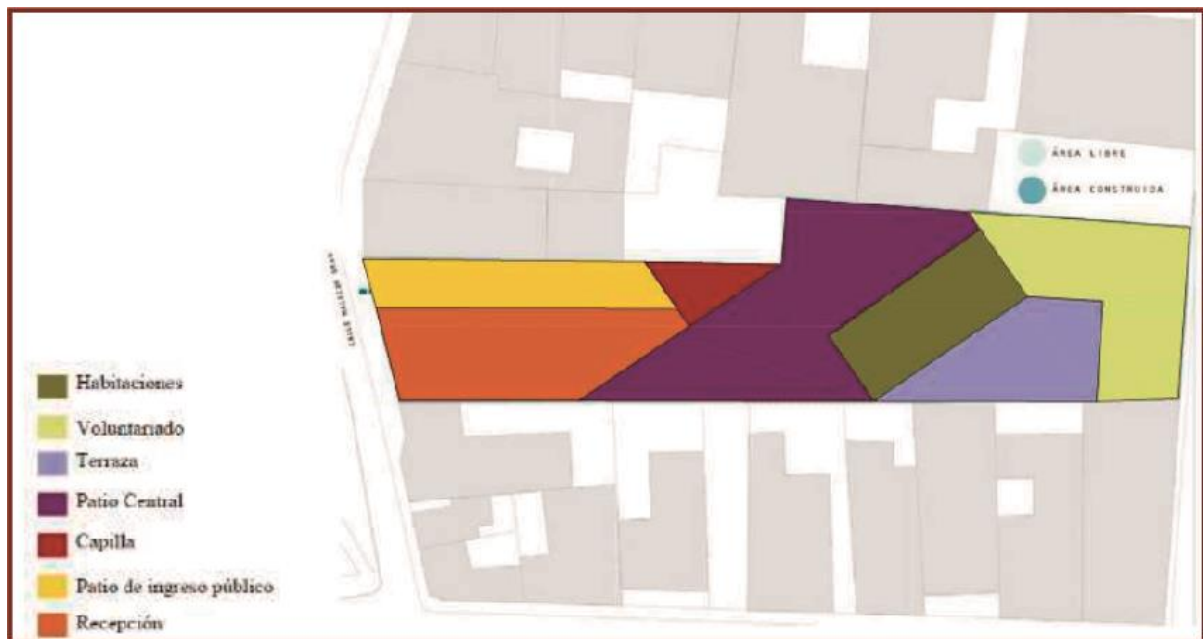 ÁREA LIBRE
ÁREA CONSTRUIDA
Habitaciones
Voluntariado
Terraza
Patio Central
Capilla
Patio de ingreso público
Recepción